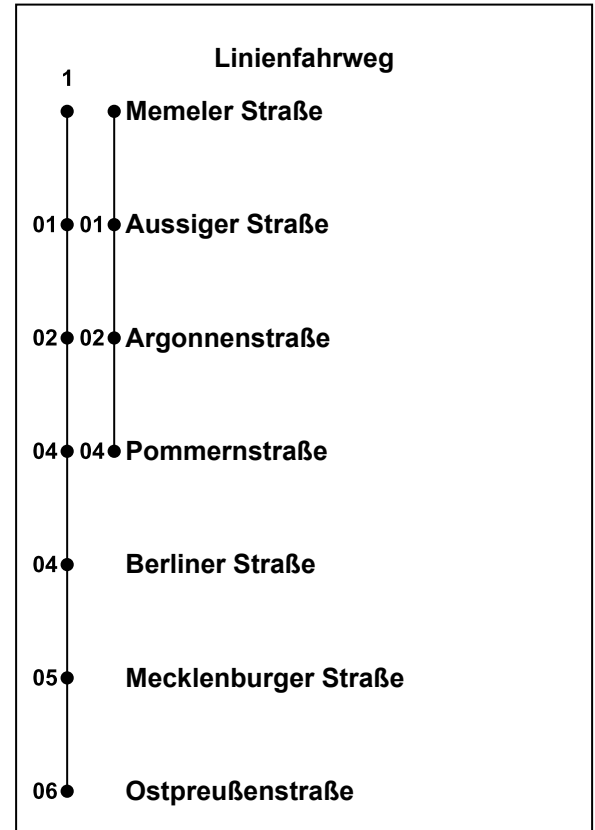 Linienfahrweg
1
Memeler Straße
01 01 Aussiger Straße
02 02 Argonnenstraße
04 04 Pommernstraße
04 Berliner Straße
05 Mecklenburger Straße
06 Ostpreußenstraße